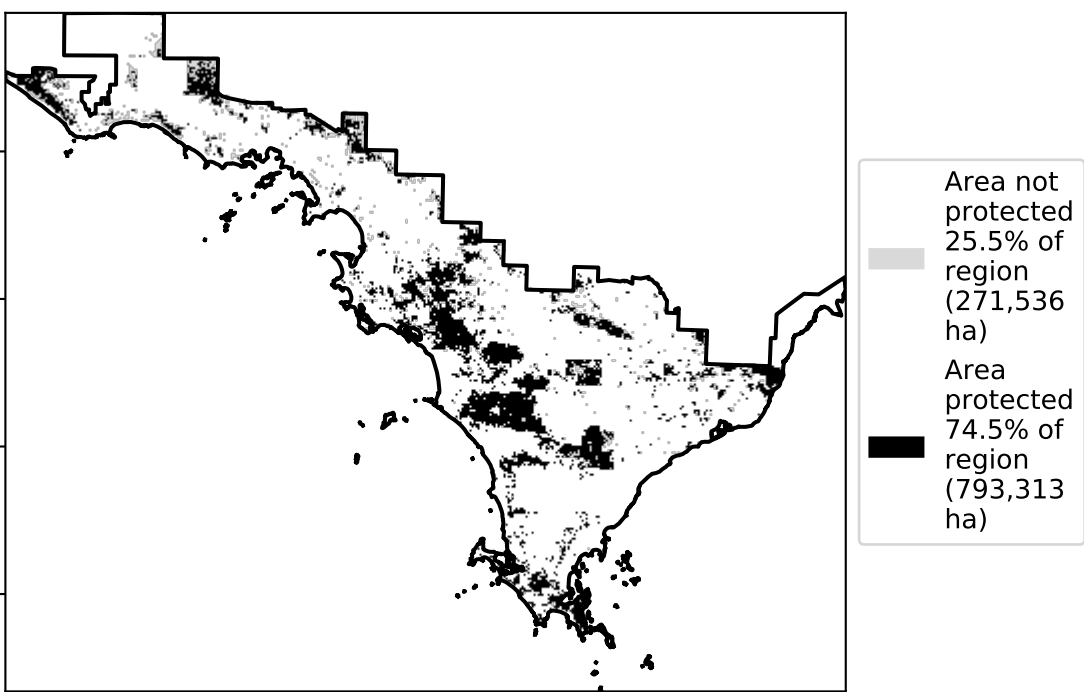 Area not
protected
25.5% of
region
(271,536
ha)
Area
protected
74.5% of
region
(793,313
ha)